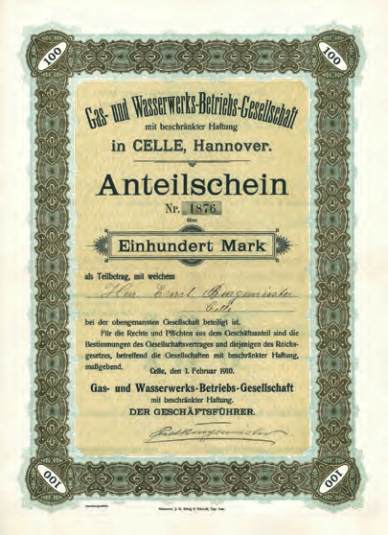 100
100
Gas- und Wasserwerks-Betriebs-Gesellschaft
mit beschränkter Haftung
in CELLE, Hannover.
Anteilschein
Nr. 1876
über
Einhundert Mark
als Teilbetrag, mit welchem
Herr Emil Burgemeister
Celle
bei der obengenannten Gesellschaft beteiligt ist.
Für die Rechte und Pflichten aus dem Geschäftsanteil sind die
Bestimmungen des Gesellschaftsvertrages und diejenigen des Reichs-
gesetzes, betreffend die Gesellschaften mit beschränkter Haftung,
maßgebend.
Celle, den 1. Februar 1910.
Gas- und Wasserwerks-Betriebs-Gesellschaft
mit beschränkter Haftung.
DER GESCHÄFTSFÜHRER.
100
100